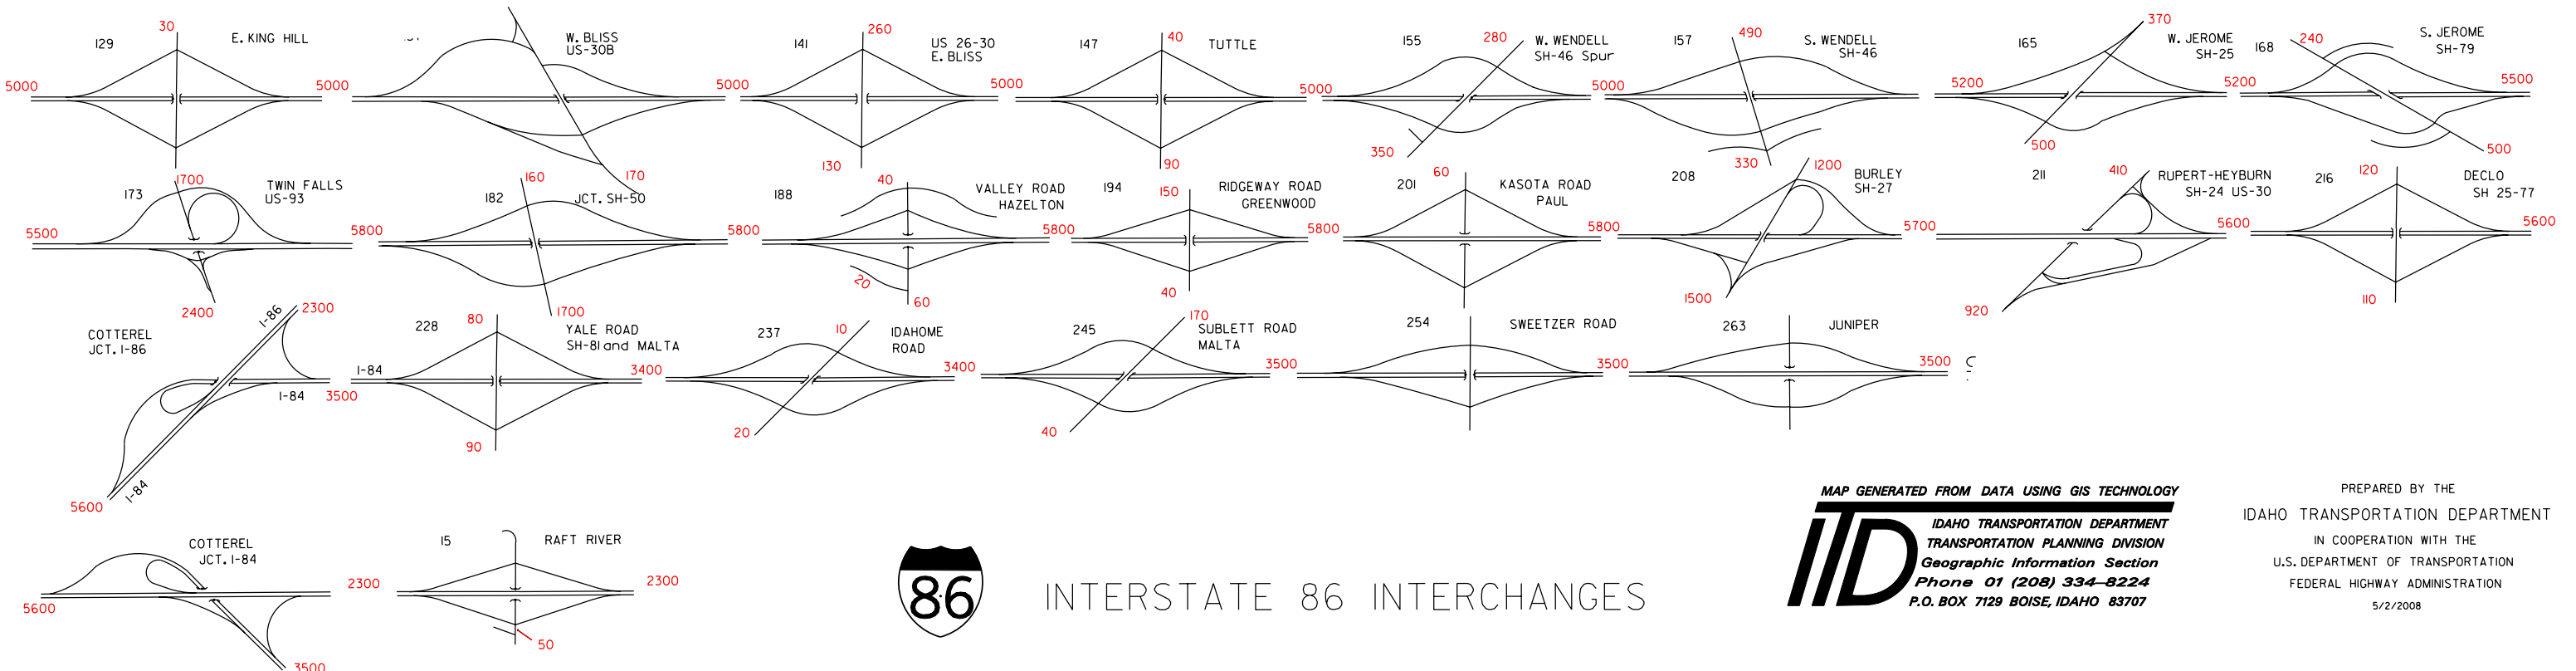 129
30
E. KING HILL
5000
5000
W. BLISS
US-30B
170
141
260
US 26-30
E. BLISS
5000
5000
130
147
40
TUTTLE
90
155
280
W. WENDELL
SH-46 Spur
5000
5000
350
157
490
S. WENDELL
SH-46
330
165
370
W. JEROME
SH-25
5200
5200
500
168
240
S. JEROME
SH-79
5500
500
173
1700
TWIN FALLS
US-93
5500
2400
182
160
JCT. SH-50
5800
5800
1700
188
40
VALLEY ROAD
HAZELTON
5800
20
60
194
150
RIDGEWAY ROAD
GREENWOOD
5800
40
201
60
KASOTA ROAD
PAUL
5800
208
1200
BURLEY
SH-27
5700
1500
211
410
RUPERT-HEYBURN
SH-24 US-30
5600
920
216
120
DECLO
SH 25-77
5600
110
COTTEREL
JCT. I-86
I-86
2300
I-84
3500
5600
I-84
228
80
YALE ROAD
SH-81 and MALTA
I-84
3400
90
237
10
IDAHOME
ROAD
3400
20
245
170
SUBLETT ROAD
MALTA
3500
40
254
SWEETZER ROAD
3500
263
JUNIPER
3500
COTTEREL
JCT. I-84
5600
2300
3500
15
RAFT RIVER
2300
50
86
INTERSTATE 86 INTERCHANGES
MAP GENERATED FROM DATA USING GIS TECHNOLOGY
ITD
IDAHO TRANSPORTATION DEPARTMENT
TRANSPORTATION PLANNING DIVISION
Geographic Information Section
Phone 01 (208) 334-8224
P.O. BOX 7129 BOISE, IDAHO 83707
PREPARED BY THE
IDAHO TRANSPORTATION DEPARTMENT
IN COOPERATION WITH THE
U.S. DEPARTMENT OF TRANSPORTATION
FEDERAL HIGHWAY ADMINISTRATION
5/2/2008